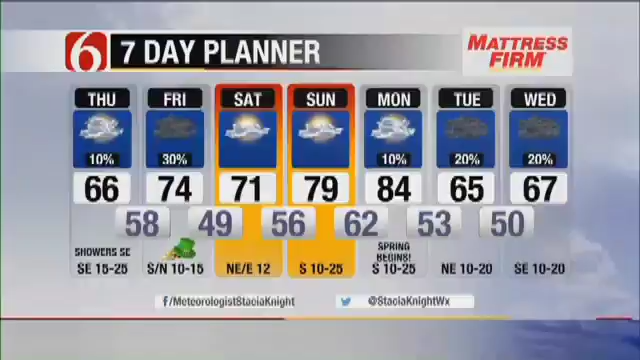 6 7 DAY PLANNER
MATTRESS
FIRM
THU FRI SAT SUN MON TUE WED
10% 30% 10% 20% 20%
66 74 71 79 84 65 67
58 49 56 62 53 50
SHOWERS SE
SPRING
BEGINS!
SE 15-25 S/N 10-15 NE/E 12 S 10-25 S 10-25 NE 10-20 SE 10-20
f/MeteorologistStaciaKnight @StaciaKnightWx